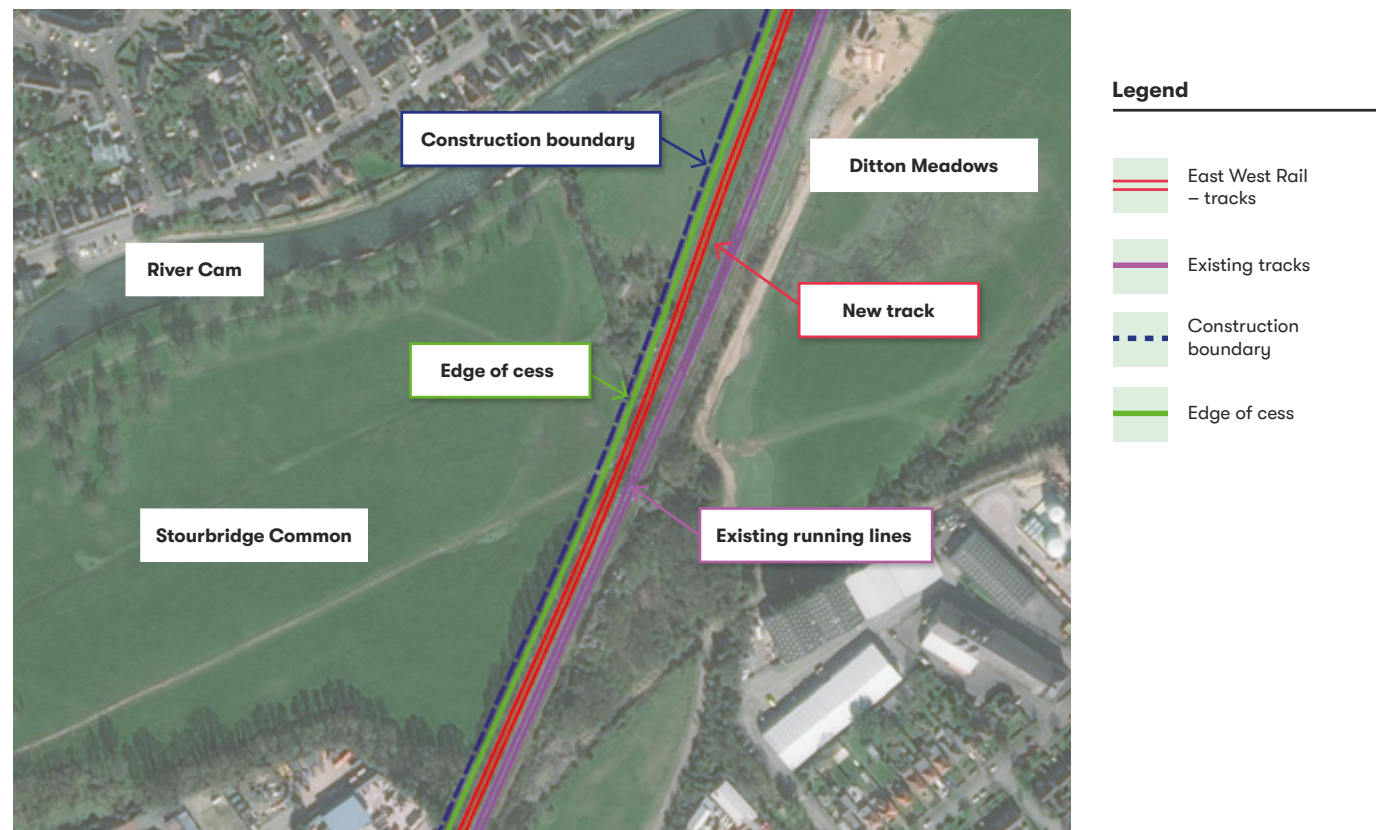 Construction boundary
Ditton Meadows
River Cam
New track
Edge of cess
Stourbridge Common
Existing running lines
Legend
East West Rail
– tracks
Existing tracks
Construction
boundary
Edge of cess